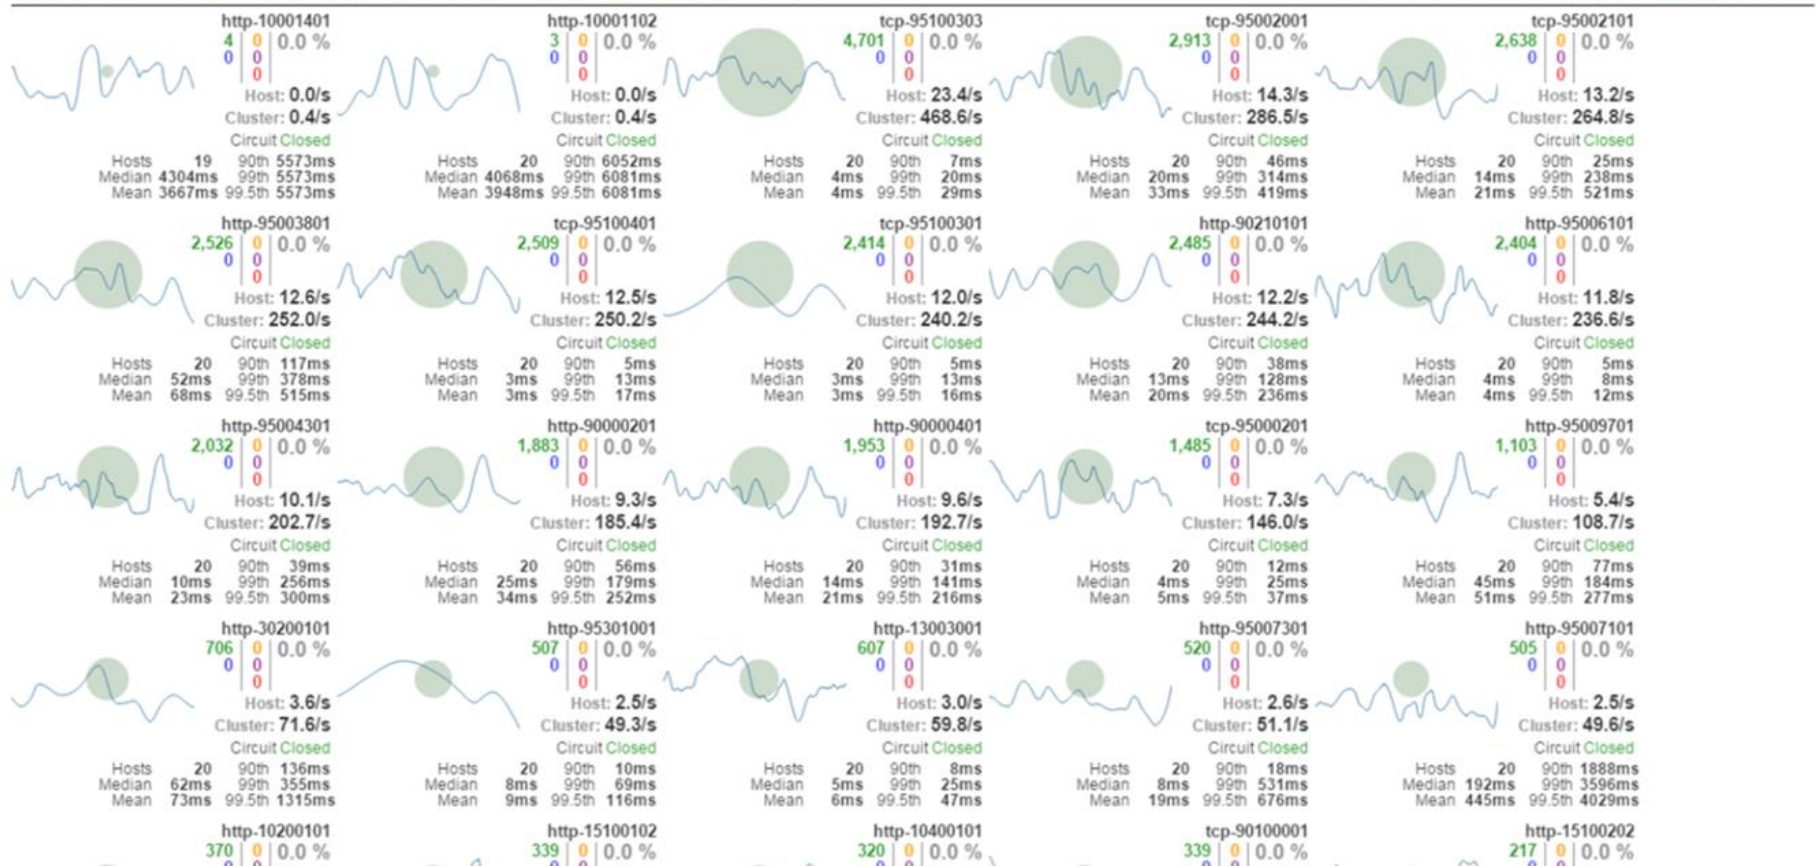 http-10001401
4 0 0.0 %
0 0
0
Host: 0.0/s
Cluster: 0.4/s
Circuit Closed
Hosts 19 90th 5573ms
Median 4304ms 99th 5573ms
Mean 3667ms 99.5th 5573ms
http-10001102
3 0 0.0 %
0 0
0
Host: 0.0/s
Cluster: 0.4/s
Circuit Closed
Hosts 20 90th 6052ms
Median 4068ms 99th 6081ms
Mean 3948ms 99.5th 6081ms
tcp-95100303
4,701 0 0.0 %
0 0
0
Host: 23.4/s
Cluster: 468.6/s
Circuit Closed
Hosts 20 90th 7ms
Median 4ms 99th 20ms
Mean 4ms 99.5th 29ms
tcp-95002001
2,913 0 0.0 %
0 0
0
Host: 14.3/s
Cluster: 286.5/s
Circuit Closed
Hosts 20 90th 46ms
Median 20ms 99th 314ms
Mean 33ms 99.5th 419ms
tcp-95002101
2,638 0 0.0 %
0 0
0
Host: 13.2/s
Cluster: 264.8/s
Circuit Closed
Hosts 20 90th 25ms
Median 14ms 99th 238ms
Mean 21ms 99.5th 521ms
http-95003801
2,526 0 0.0 %
0 0
0
Host: 12.6/s
Cluster: 252.0/s
Circuit Closed
Hosts 20 90th 117ms
Median 52ms 99th 378ms
Mean 68ms 99.5th 515ms
tcp-95100401
2,509 0 0.0 %
0 0
0
Host: 12.5/s
Cluster: 250.2/s
Circuit Closed
Hosts 20 90th 5ms
Median 3ms 99th 13ms
Mean 3ms 99.5th 17ms
tcp-95100301
2,414 0 0.0 %
0 0
0
Host: 12.0/s
Cluster: 240.2/s
Circuit Closed
Hosts 20 90th 5ms
Median 3ms 99th 13ms
Mean 3ms 99.5th 16ms
http-90210101
2,485 0 0.0 %
0 0
0
Host: 12.2/s
Cluster: 244.2/s
Circuit Closed
Hosts 20 90th 38ms
Median 13ms 99th 128ms
Mean 20ms 99.5th 236ms
http-95006101
2,404 0 0.0 %
0 0
0
Host: 11.8/s
Cluster: 236.6/s
Circuit Closed
Hosts 20 90th 5ms
Median 4ms 99th 8ms
Mean 4ms 99.5th 12ms
http-95004301
2,032 0 0.0 %
0 0
0
Host: 10.1/s
Cluster: 202.7/s
Circuit Closed
Hosts 20 90th 39ms
Median 10ms 99th 256ms
Mean 23ms 99.5th 300ms
http-90000201
1,883 0 0.0 %
0 0
0
Host: 9.3/s
Cluster: 185.4/s
Circuit Closed
Hosts 20 90th 56ms
Median 25ms 99th 179ms
Mean 34ms 99.5th 252ms
http-90000401
1,953 0 0.0 %
0 0
0
Host: 9.6/s
Cluster: 192.7/s
Circuit Closed
Hosts 20 90th 31ms
Median 14ms 99th 141ms
Mean 21ms 99.5th 216ms
tcp-95000201
1,485 0 0.0 %
0 0
0
Host: 7.3/s
Cluster: 146.0/s
Circuit Closed
Hosts 20 90th 12ms
Median 4ms 99th 25ms
Mean 5ms 99.5th 37ms
http-95009701
1,103 0 0.0 %
0 0
0
Host: 5.4/s
Cluster: 108.7/s
Circuit Closed
Hosts 20 90th 77ms
Median 45ms 99th 184ms
Mean 51ms 99.5th 277ms
http-30200101
706 0 0.0 %
0 0
0
Host: 3.6/s
Cluster: 71.6/s
Circuit Closed
Hosts 20 90th 136ms
Median 62ms 99th 355ms
Mean 73ms 99.5th 1315ms
http-95301001
507 0 0.0 %
0 0
0
Host: 2.5/s
Cluster: 49.3/s
Circuit Closed
Hosts 20 90th 10ms
Median 8ms 99th 69ms
Mean 9ms 99.5th 116ms
http-13003001
607 0 0.0 %
0 0
0
Host: 3.0/s
Cluster: 59.8/s
Circuit Closed
Hosts 20 90th 8ms
Median 5ms 99th 25ms
Mean 6ms 99.5th 47ms
http-95007301
520 0 0.0 %
0 0
0
Host: 2.6/s
Cluster: 51.1/s
Circuit Closed
Hosts 20 90th 18ms
Median 8ms 99th 531ms
Mean 19ms 99.5th 676ms
http-95007101
505 0 0.0 %
0 0
0
Host: 2.5/s
Cluster: 49.6/s
Circuit Closed
Hosts 20 90th 1888ms
Median 192ms 99th 3596ms
Mean 445ms 99.5th 4029ms
http-10200101
370 0 0.0 %
http-15100102
339 0 0.0 %
http-10400101
320 0 0.0 %
tcp-90100001
339 0 0.0 %
http-15100202
217 0 0.0 %